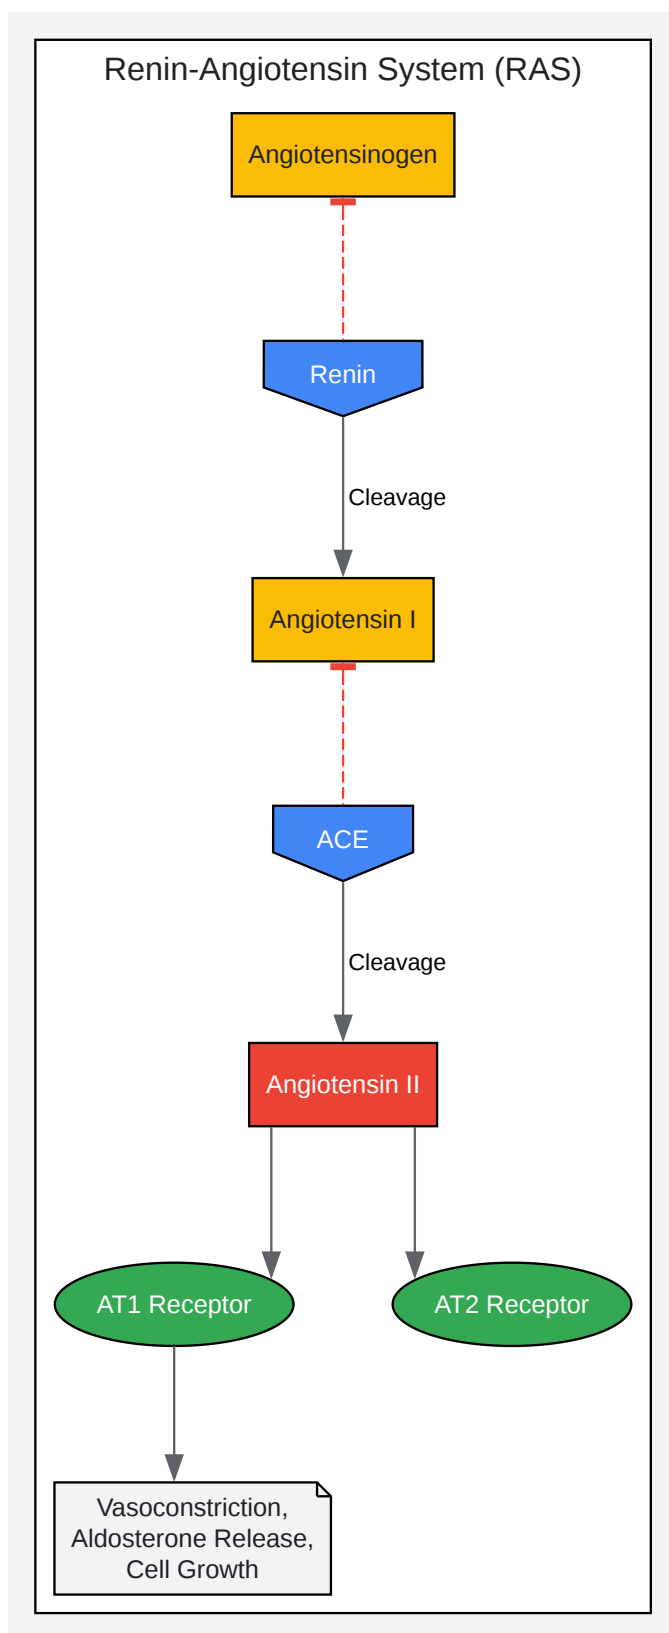 Renin-Angiotensin System (RAS)
Angiotensinogen
Renin
Cleavage
Angiotensin I
ACE
Cleavage
Angiotensin II
AT1 Receptor
AT2 Receptor
Vasoconstriction,
Aldosterone Release,
Cell Growth